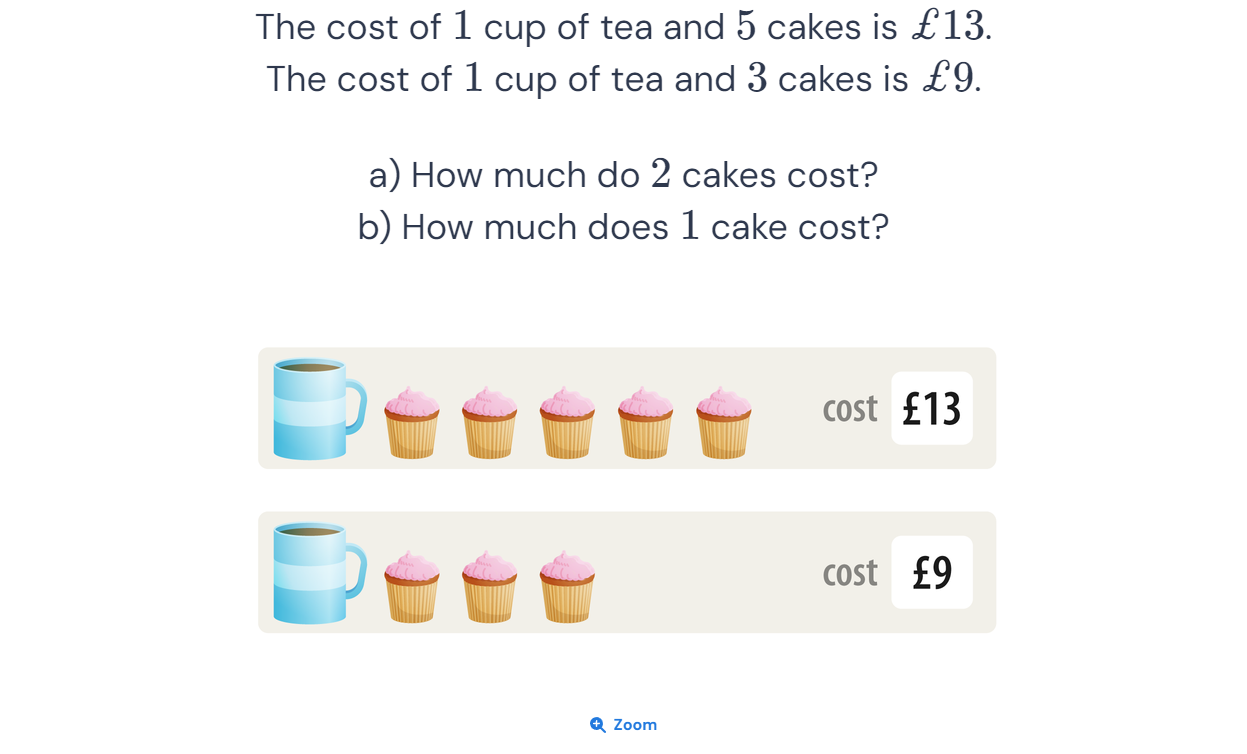 The cost of 1 cup of tea and 5 cakes is £13.
The cost of 1 cup of tea and 3 cakes is £9.
a) How much do 2 cakes cost?
b) How much does 1 cake cost?
cost £13
cost £9
Zoom